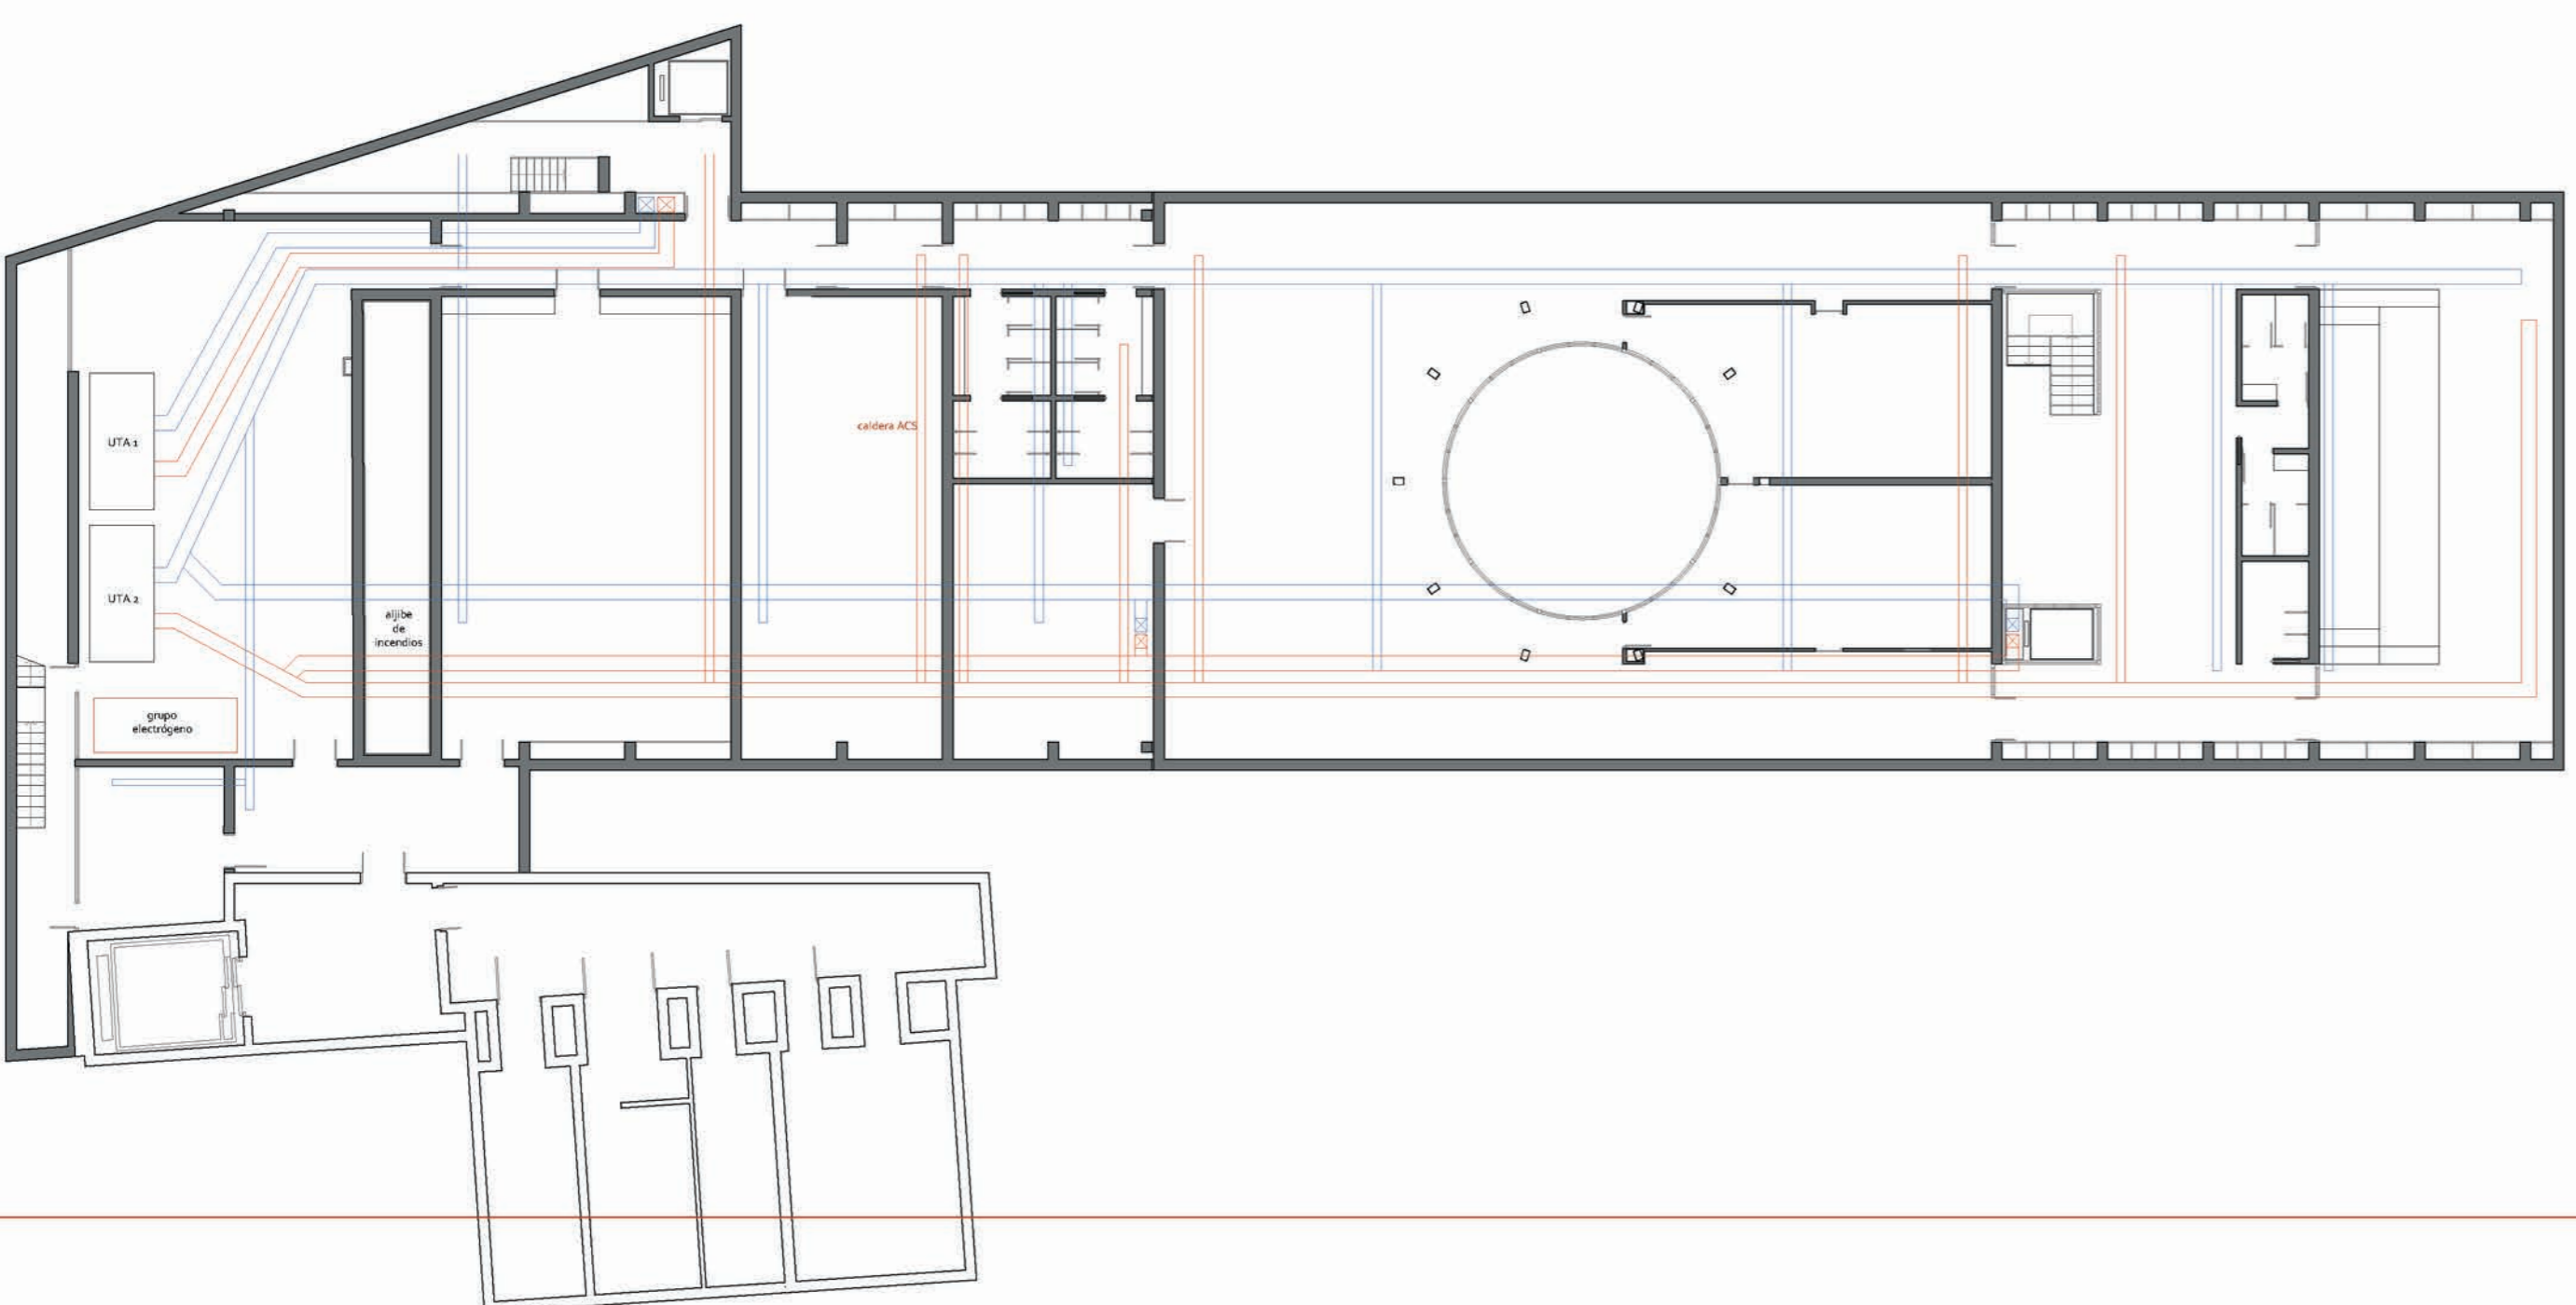 caldera ACS
UTA 1
UTA 2
aljibe
de
incendios
grupo
electrógeno